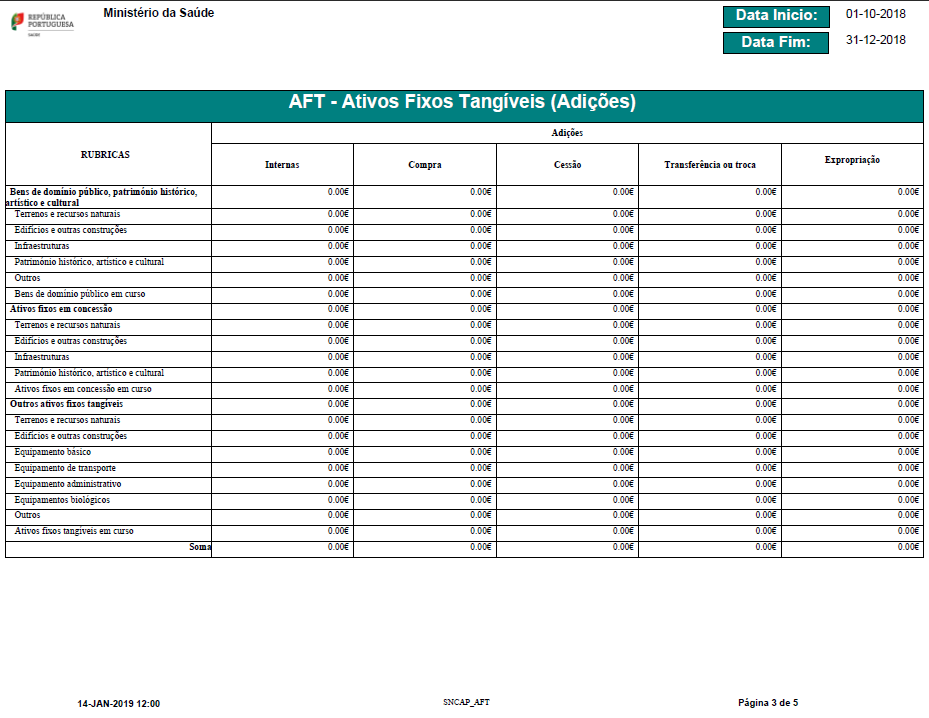 REPÚBLICA
PORTUGUESA
SAÚDE
Ministério da Saúde
Data Inicio: 01-10-2018
Data Fim: 31-12-2018
AFT - Ativos Fixos Tangíveis (Adições)
RUBRICAS
Adições
Internas Compra Cessão Transferência ou troca Expropriação
Bens de domínio público, património histórico,
artístico e cultural 0.00€ 0.00€ 0.00€ 0.00€ 0.00€
Terrenos e recursos naturais 0.00€ 0.00€ 0.00€ 0.00€ 0.00€
Edifícios e outras construções 0.00€ 0.00€ 0.00€ 0.00€ 0.00€
Infraestruturas 0.00€ 0.00€ 0.00€ 0.00€ 0.00€
Património histórico, artístico e cultural 0.00€ 0.00€ 0.00€ 0.00€ 0.00€
Outros 0.00€ 0.00€ 0.00€ 0.00€ 0.00€
Bens de domínio público em curso 0.00€ 0.00€ 0.00€ 0.00€ 0.00€
Ativos fixos em concessão 0.00€ 0.00€ 0.00€ 0.00€ 0.00€
Terrenos e recursos naturais 0.00€ 0.00€ 0.00€ 0.00€ 0.00€
Edifícios e outras construções 0.00€ 0.00€ 0.00€ 0.00€ 0.00€
Infraestruturas 0.00€ 0.00€ 0.00€ 0.00€ 0.00€
Património histórico, artístico e cultural 0.00€ 0.00€ 0.00€ 0.00€ 0.00€
Ativos fixos em concessão em curso 0.00€ 0.00€ 0.00€ 0.00€ 0.00€
Outros ativos fixos tangíveis 0.00€ 0.00€ 0.00€ 0.00€ 0.00€
Terrenos e recursos naturais 0.00€ 0.00€ 0.00€ 0.00€ 0.00€
Edifícios e outras construções 0.00€ 0.00€ 0.00€ 0.00€ 0.00€
Equipamento básico 0.00€ 0.00€ 0.00€ 0.00€ 0.00€
Equipamento de transporte 0.00€ 0.00€ 0.00€ 0.00€ 0.00€
Equipamento administrativo 0.00€ 0.00€ 0.00€ 0.00€ 0.00€
Equipamentos biológicos 0.00€ 0.00€ 0.00€ 0.00€ 0.00€
Outros 0.00€ 0.00€ 0.00€ 0.00€ 0.00€
Ativos fixos tangíveis em curso 0.00€ 0.00€ 0.00€ 0.00€ 0.00€
Soma 0.00€ 0.00€ 0.00€ 0.00€ 0.00€
14-JAN-2019 12:00 SNCAP_AFT Página 3 de 5